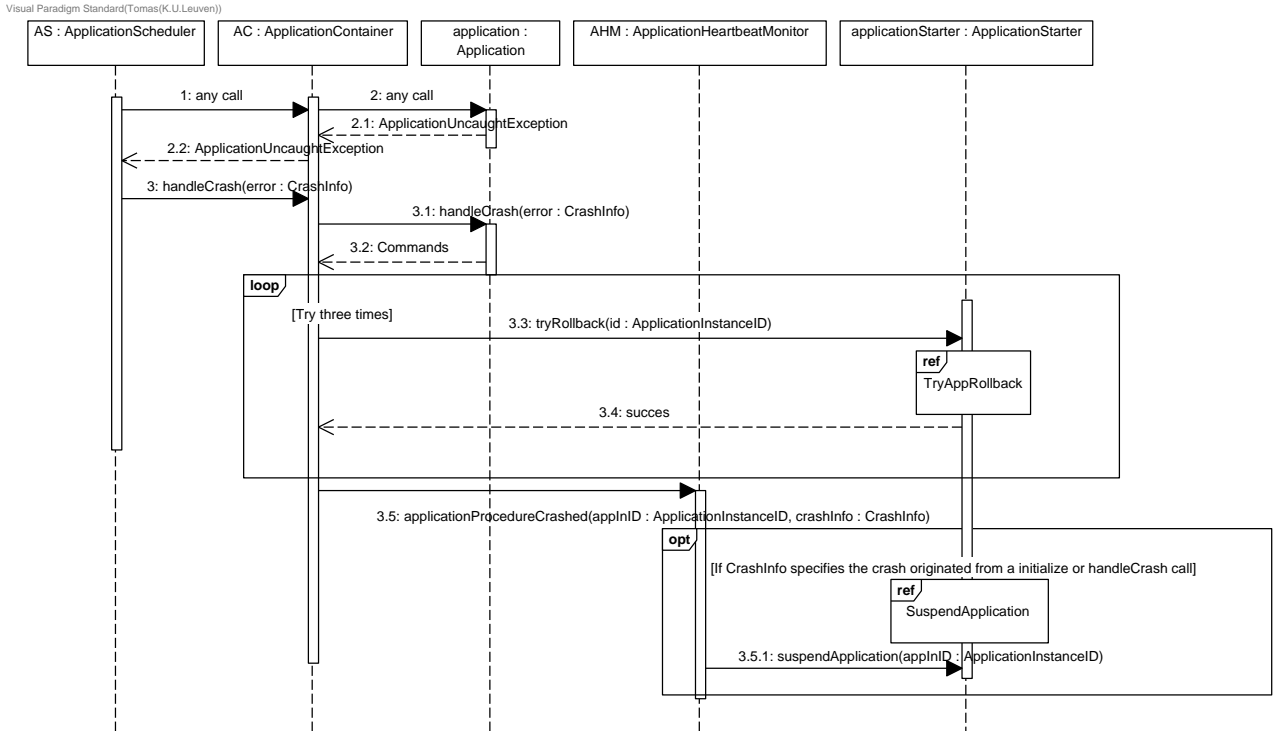 Visual Paradigm Standard(Tomas(K.U.Leuven))
AS : ApplicationScheduler
AC : ApplicationContainer
application :
Application
AHM : ApplicationHeartbeatMonitor
applicationStarter : ApplicationStarter
1: any call
2: any call
2.1: ApplicationUncaughtException
2.2: ApplicationUncaughtException
3: handleCrash(error : CrashInfo)
3.1: handleCrash(error : CrashInfo)
3.2: Commands
loop
[Try three times]
3.3: tryRollback(id : ApplicationInstanceID)
ref
TryAppRollback
3.4: succes
3.5: applicationProcedureCrashed(appInID : ApplicationInstanceID, crashInfo : CrashInfo)
opt
[If CrashInfo specifies the crash originated from a initialize or handleCrash call]
ref
SuspendApplication
3.5.1: suspendApplication(appInID : ApplicationInstanceID)